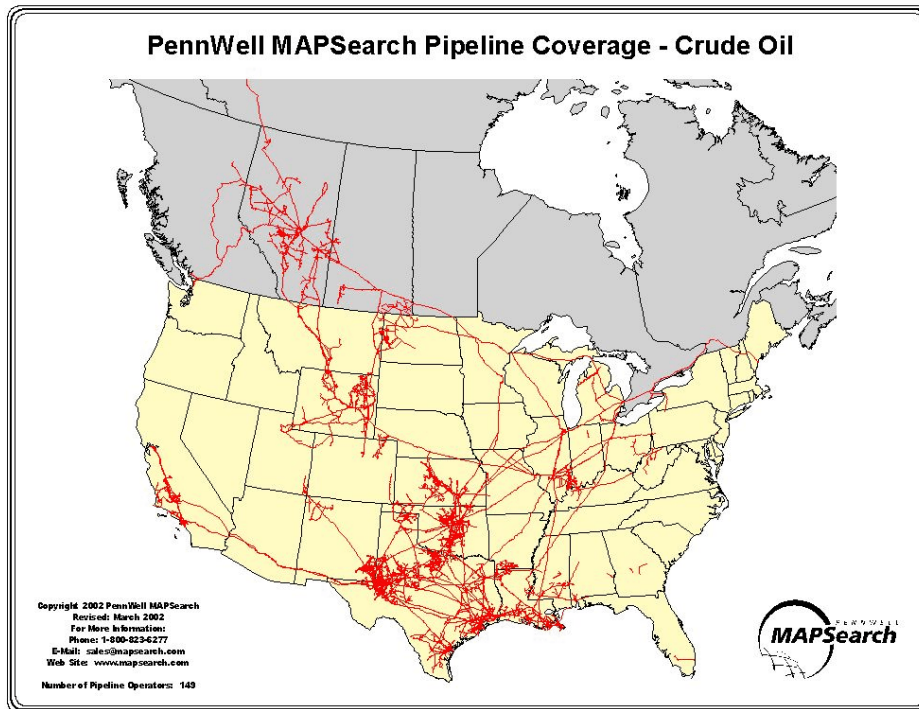 PennWell MAPSearch Pipeline Coverage - Crude Oil
Copyright 2002 PennWell MAPSearch
Revised: March 2002
For More Information:
Phone: 1-800-823-6277
E-Mail: sales@mapsearch.com
Web Site: www.mapsearch.com
Number of Pipeline Operators: 149
PENNWELL
MAPSearch